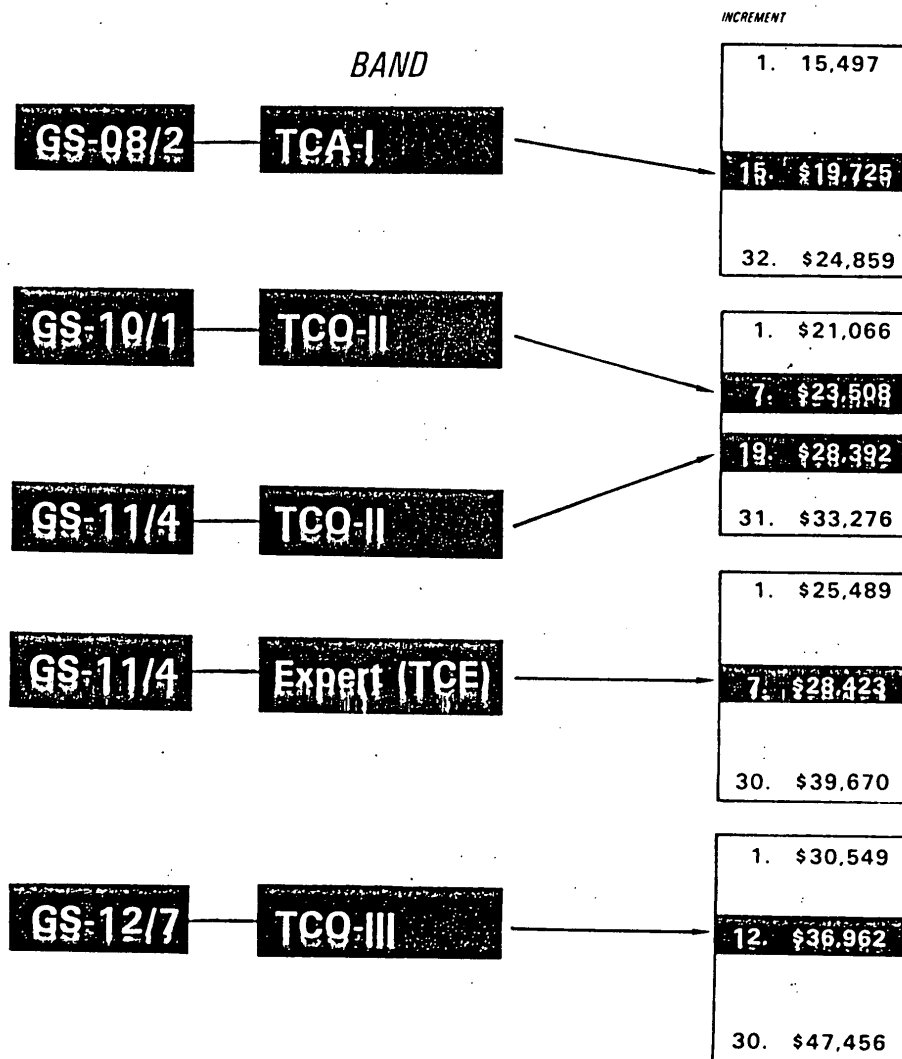 INCREMENT
BAND
1. 15,497
GS-08/2 TCA-I
15. $19,725
32. $24,859
GS-10/1 TCO-II
1. $21,066
7. $23,508
19. $28,392
GS-11/4 TCO-II
31. $33,276
1. $25,489
GS-11/4 Expert (TCE)
7. $28,423
30. $39,670
1. $30,549
GS-12/7 TCO-III
12. $36,962
30. $47,456